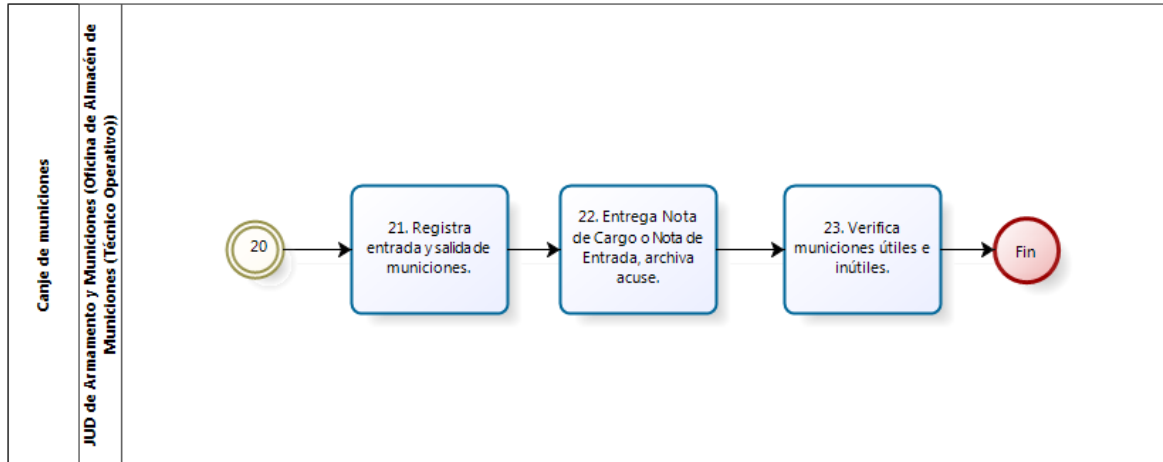 Canje de municiones
JUD de Armamento y Municiones (Oficina de Almacén de
Municiones (Técnico Operativo))
20
21. Registra
entrada y salida de
municiones.
22. Entrega Nota
de Cargo o Nota de
Entrada, archiva
acuse.
23. Verifica
municiones útiles e
inútiles.
Fin